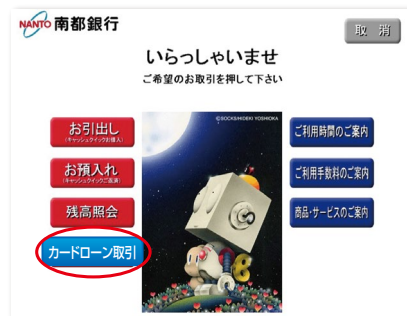 NANTO 南都銀行
取 消
いらっしゃいませ
ご希望のお取引を押して下さい
©SOCKS/HIDEKI YOSHIOKA
お引出し
(キャッシュクイックお借入)
お預入れ
(キャッシュクイックご返済)
残高照会
カードローン取引
ご利用時間のご案内
ご利用手数料のご案内
商品・サービスのご案内